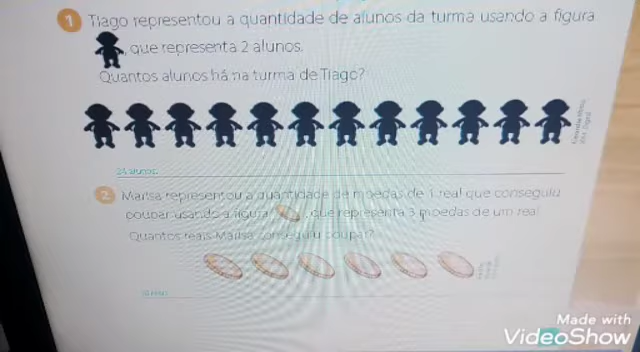 1 Tiago representou a quantidade de alunos da turma usando a figura
, que representa 2 alunos.
Quantos alunos há na turma de Tiago?
24 alunos.
2 Marisa representou a quantidade de moedas de 1 real que conseguiu
poupar usando a figura , que representa 3 moedas de um real.
Quantos reais Marisa conseguiu poupar?
Made with
VideoShow